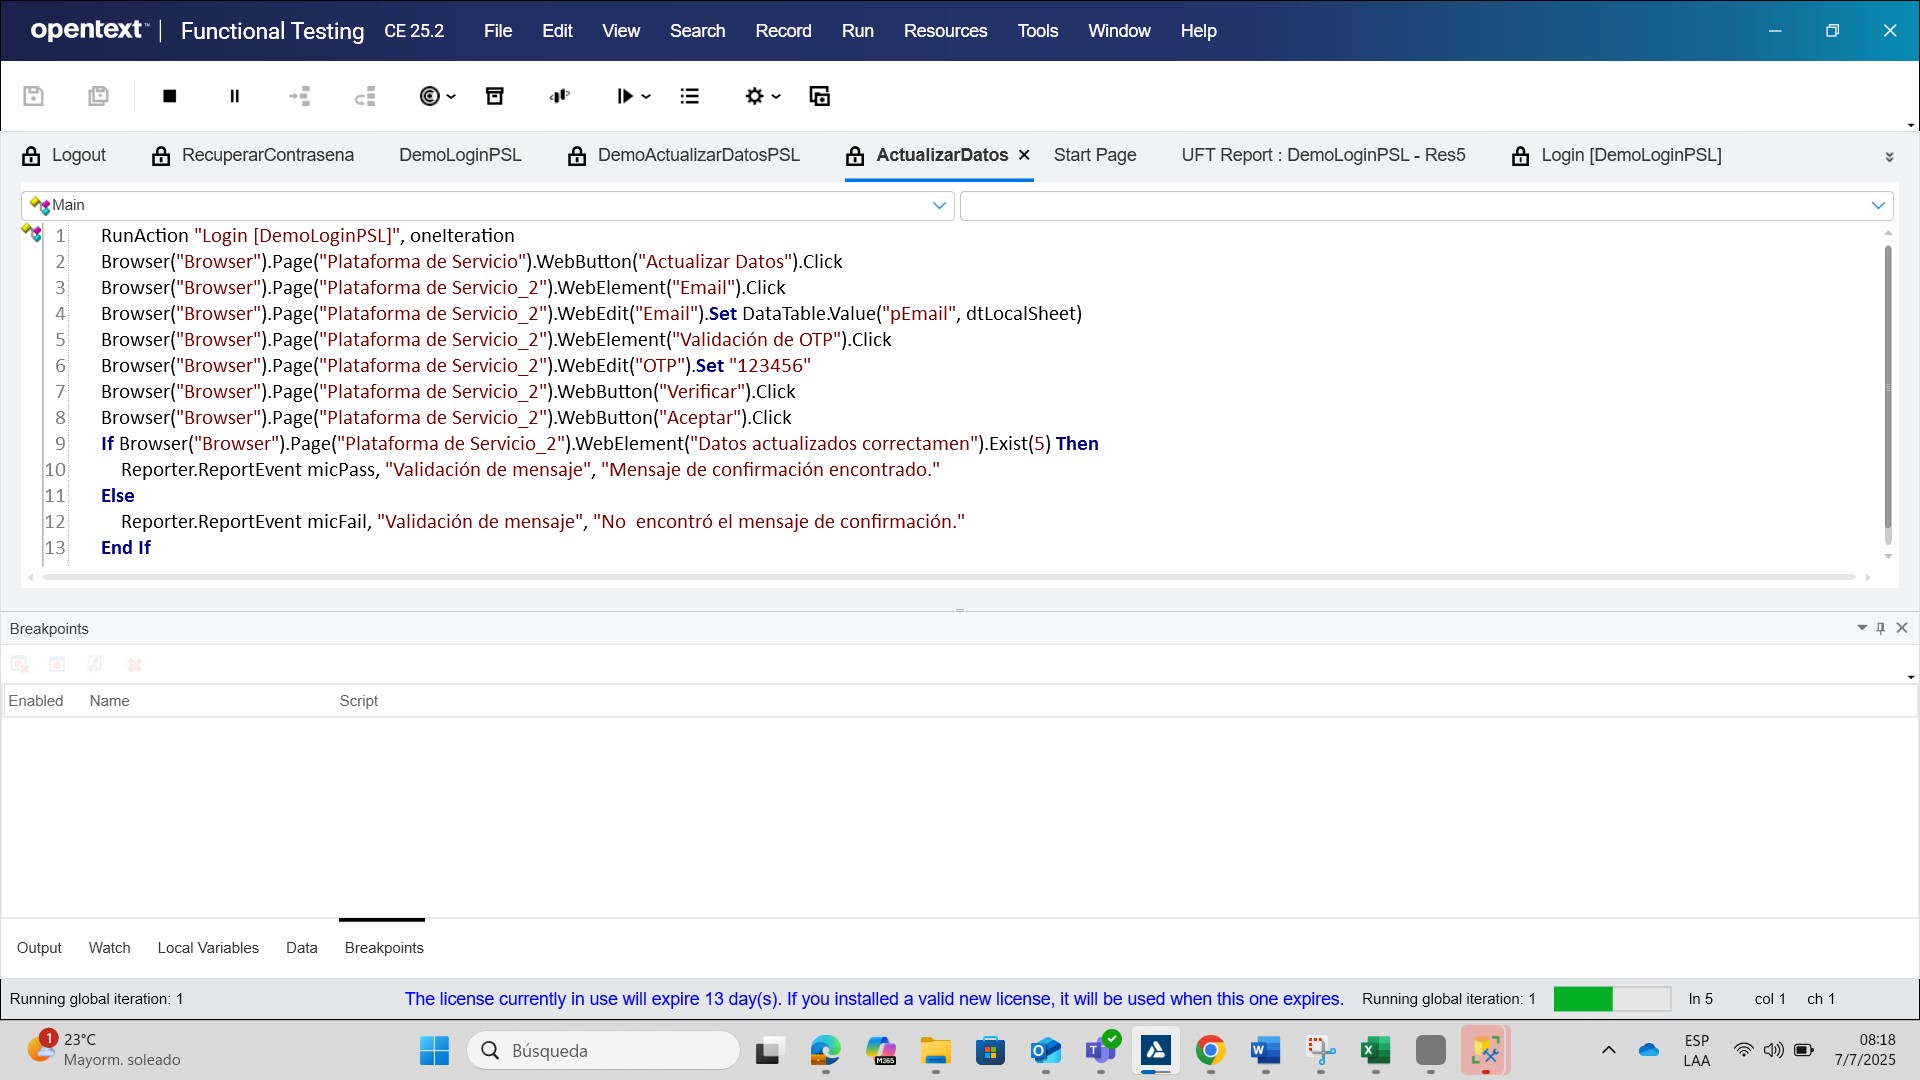 opentext™ | Functional Testing CE 25.2 File Edit View Search Record Run Resources Tools Window Help
Logout RecuperarContrasena DemoLoginPSL DemoActualizarDatosPSL ActualizarDatos Start Page UFT Report : DemoLoginPSL - Res5 Login [DemoLoginPSL]
Main
1 RunAction "Login [DemoLoginPSL]", oneIteration
2 Browser("Browser").Page("Plataforma de Servicio").WebButton("Actualizar Datos").Click
3 Browser("Browser").Page("Plataforma de Servicio_2").WebElement("Email").Click
4 Browser("Browser").Page("Plataforma de Servicio_2").WebEdit("Email").Set DataTable.Value("pEmail", dtLocalSheet)
5 Browser("Browser").Page("Plataforma de Servicio_2").WebElement("Validación de OTP").Click
6 Browser("Browser").Page("Plataforma de Servicio_2").WebEdit("OTP").Set "123456"
7 Browser("Browser").Page("Plataforma de Servicio_2").WebButton("Verificar").Click
8 Browser("Browser").Page("Plataforma de Servicio_2").WebButton("Aceptar").Click
9 If Browser("Browser").Page("Plataforma de Servicio_2").WebElement("Datos actualizados correctamen").Exist(5) Then
10 Reporter.ReportEvent micPass, "Validación de mensaje", "Mensaje de confirmación encontrado."
11 Else
12 Reporter.ReportEvent micFail, "Validación de mensaje", "No  encontró el mensaje de confirmación."
13 End If
Breakpoints
Enabled Name Script
Output Watch Local Variables Data Breakpoints
Running global iteration: 1 The license currently in use will expire 13 day(s). If you installed a valid new license, it will be used when this one expires. Running global iteration: 1 ln 5 col 1 ch 1
1 23°C
Mayorm. soleado
Búsqueda
M365
ESP
LAA
08:18
7/7/2025